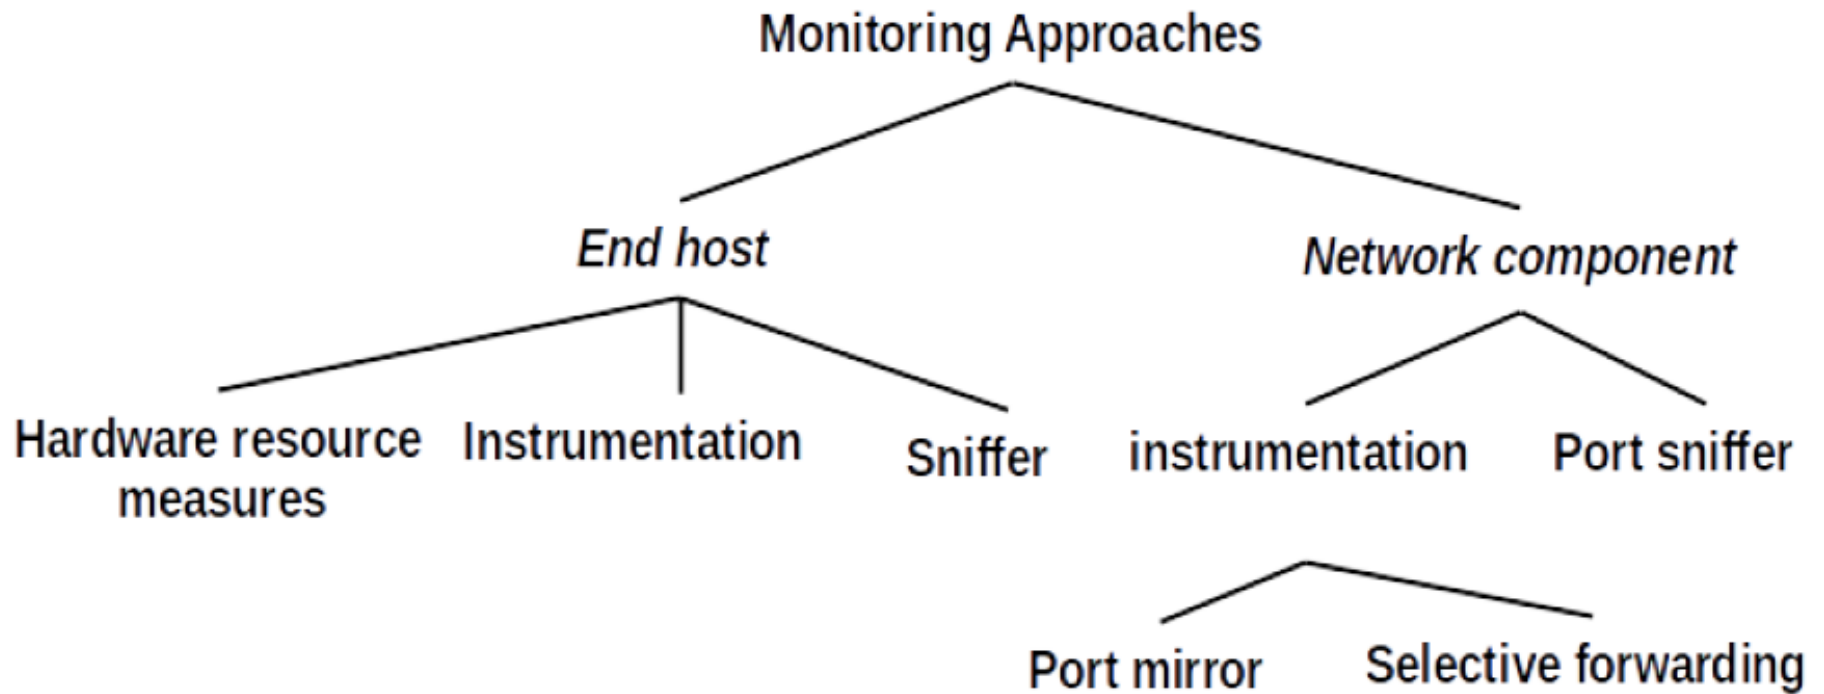 Monitoring Approaches
End host
Network component
Hardware resource
measures
Instrumentation
Sniffer
instrumentation
Port sniffer
Port mirror
Selective forwarding